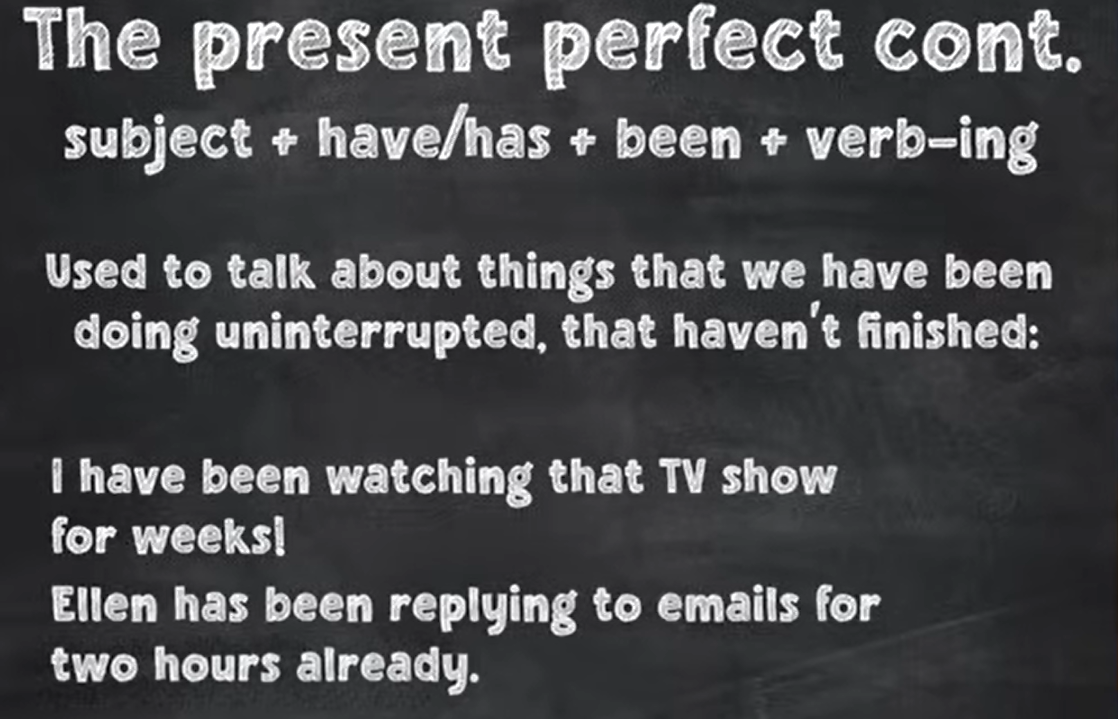 The present perfect cont.
subject + have/has + been + verb-ing
Used to talk about things that we have been
doing uninterrupted, that haven't finished:
I have been watching that TV show
for weeks!
Ellen has been replying to emails for
two hours already.